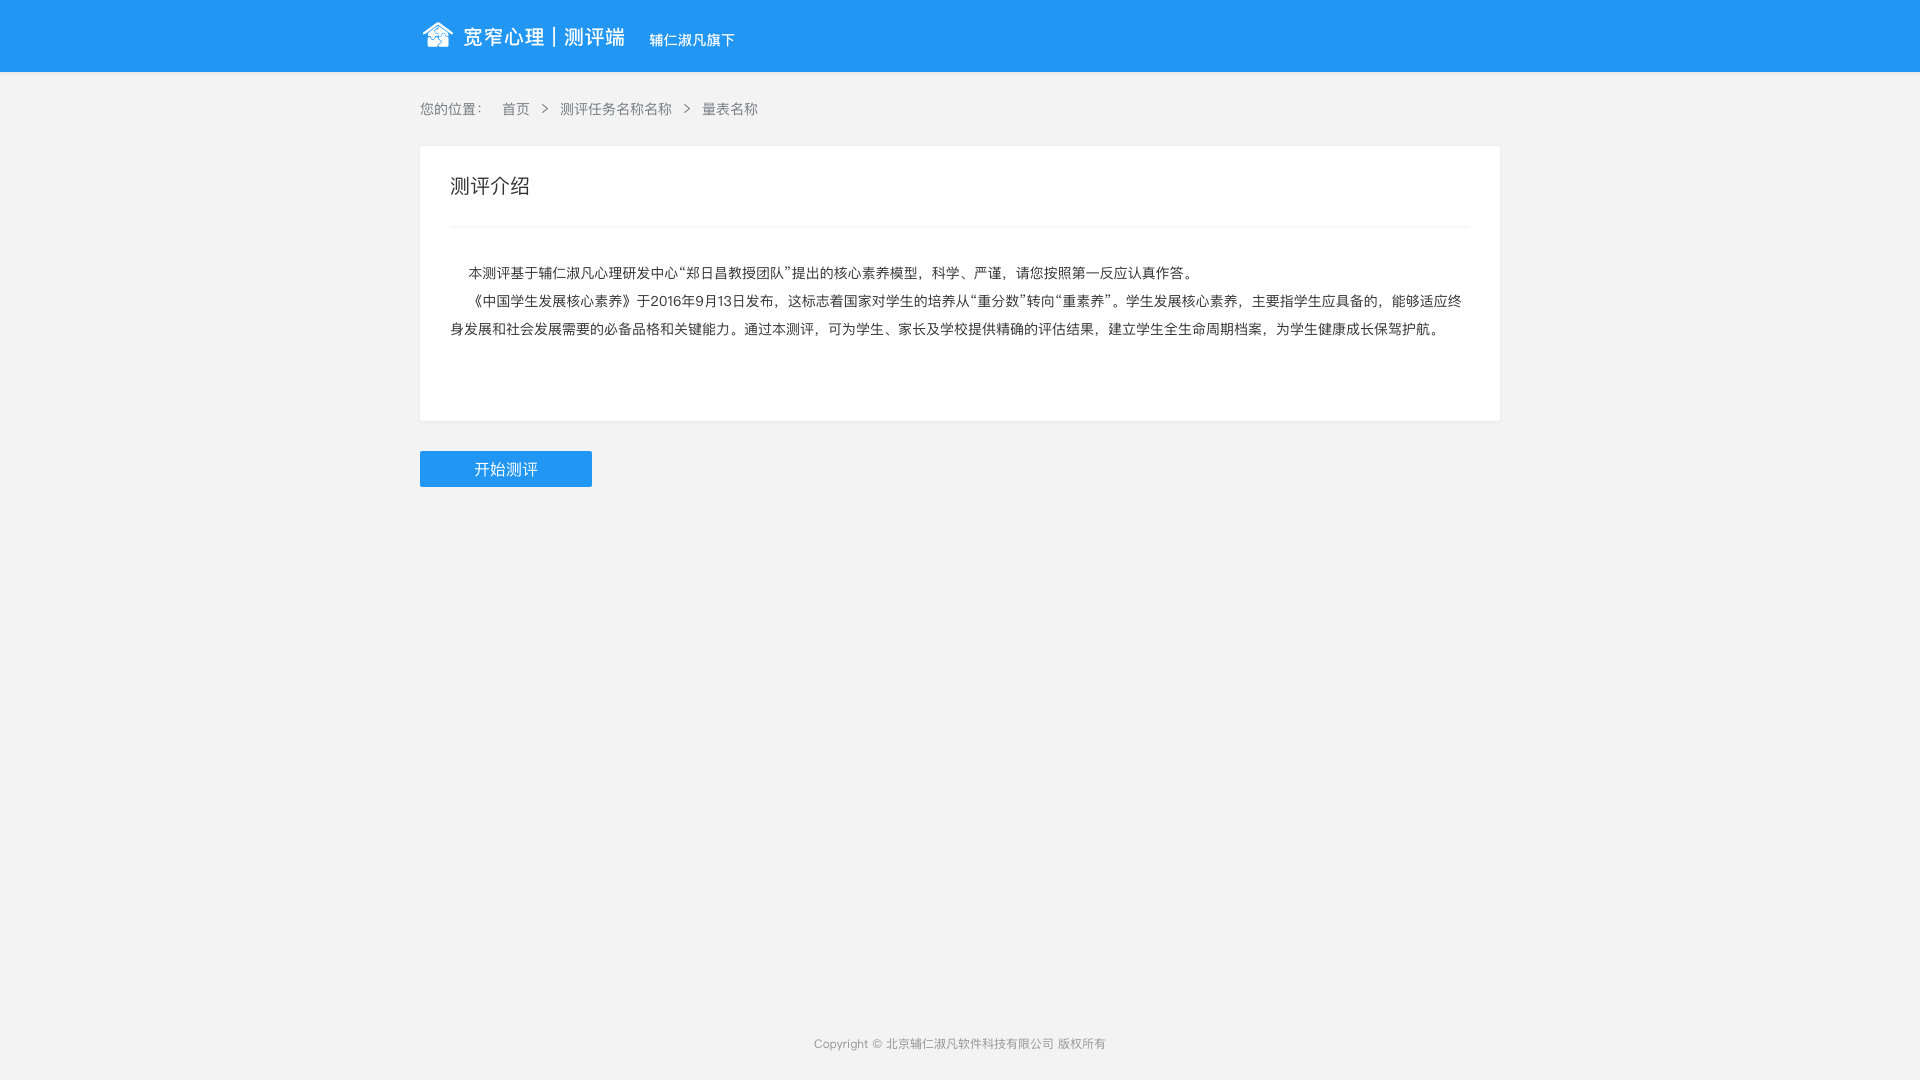 宽窄心理 | 测评端 辅仁淑凡旗下
您的位置： 首页 > 测评任务名称名称 > 量表名称
测评介绍
本测评基于辅仁淑凡心理研发中心“郑日昌教授团队”提出的核心素养模型，科学、严谨，请您按照第一反应认真作答。
《中国学生发展核心素养》于2016年9月13日发布，这标志着国家对学生的培养从“重分数”转向“重素养”。学生发展核心素养，主要指学生应具备的，能够适应终
身发展和社会发展需要的必备品格和关键能力。通过本测评，可为学生、家长及学校提供精确的评估结果，建立学生全生命周期档案，为学生健康成长保驾护航。
开始测评
Copyright © 北京辅仁淑凡软件科技有限公司 版权所有